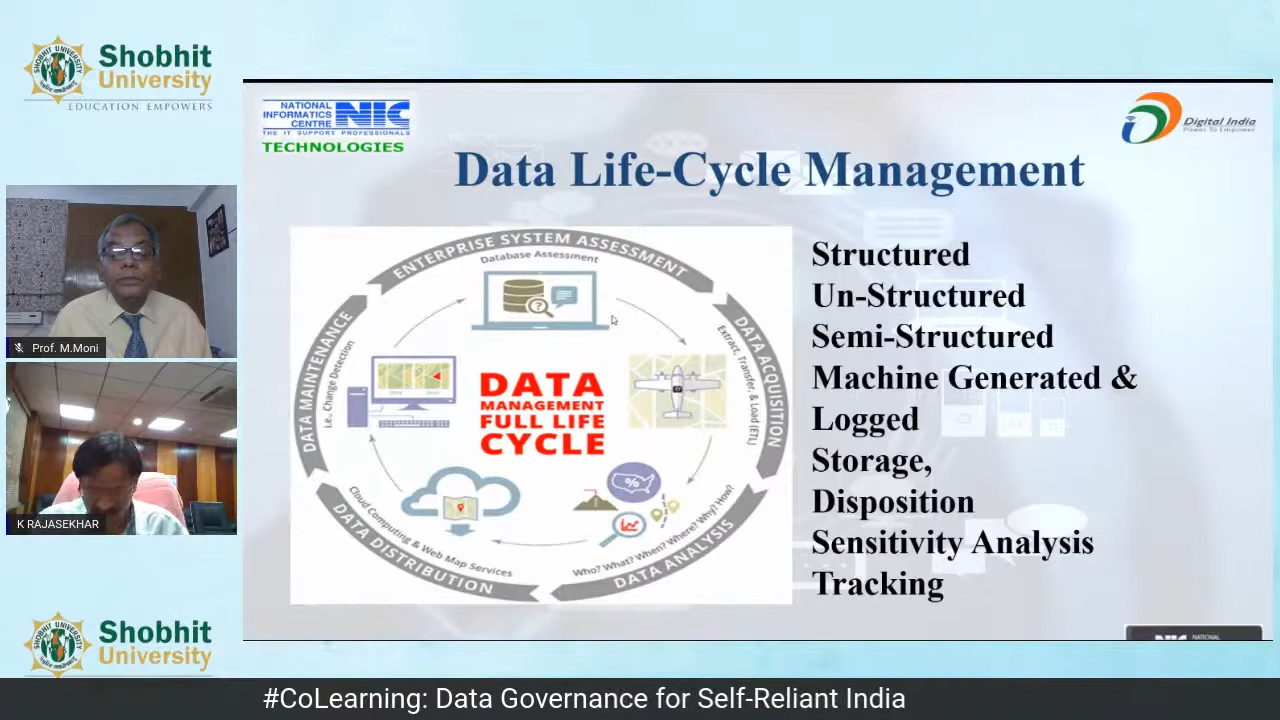 Shobhit
University
EDUCATION EMPOWERS
Prof. M.Moni
K RAJASEKHAR
Shobhit
University
NATIONAL
INFORMATICS
CENTRE
NIC
THE IT SUPPORT PROFESSIONALS
TECHNOLOGIES
Digital India
Power To Empower
Data Life-Cycle Management
ENTERPRISE SYSTEM ASSESSMENT
Database Assessment
DATA ACQUISITION
Extract, Transfer, & Load (ETL)
DATA ANALYSIS
Who? What? When? Where? Why? How?
DATA DISTRIBUTION
Cloud Computing & Web Map Services
DATA MAINTENANCE
i.e., Change Detection
DATA
MANAGEMENT
FULL LIFE
CYCLE
Structured
Un-Structured
Semi-Structured
Machine Generated &
Logged
Storage,
Disposition
Sensitivity Analysis
Tracking
NIC
NATIONAL
#CoLearning: Data Governance for Self-Reliant India